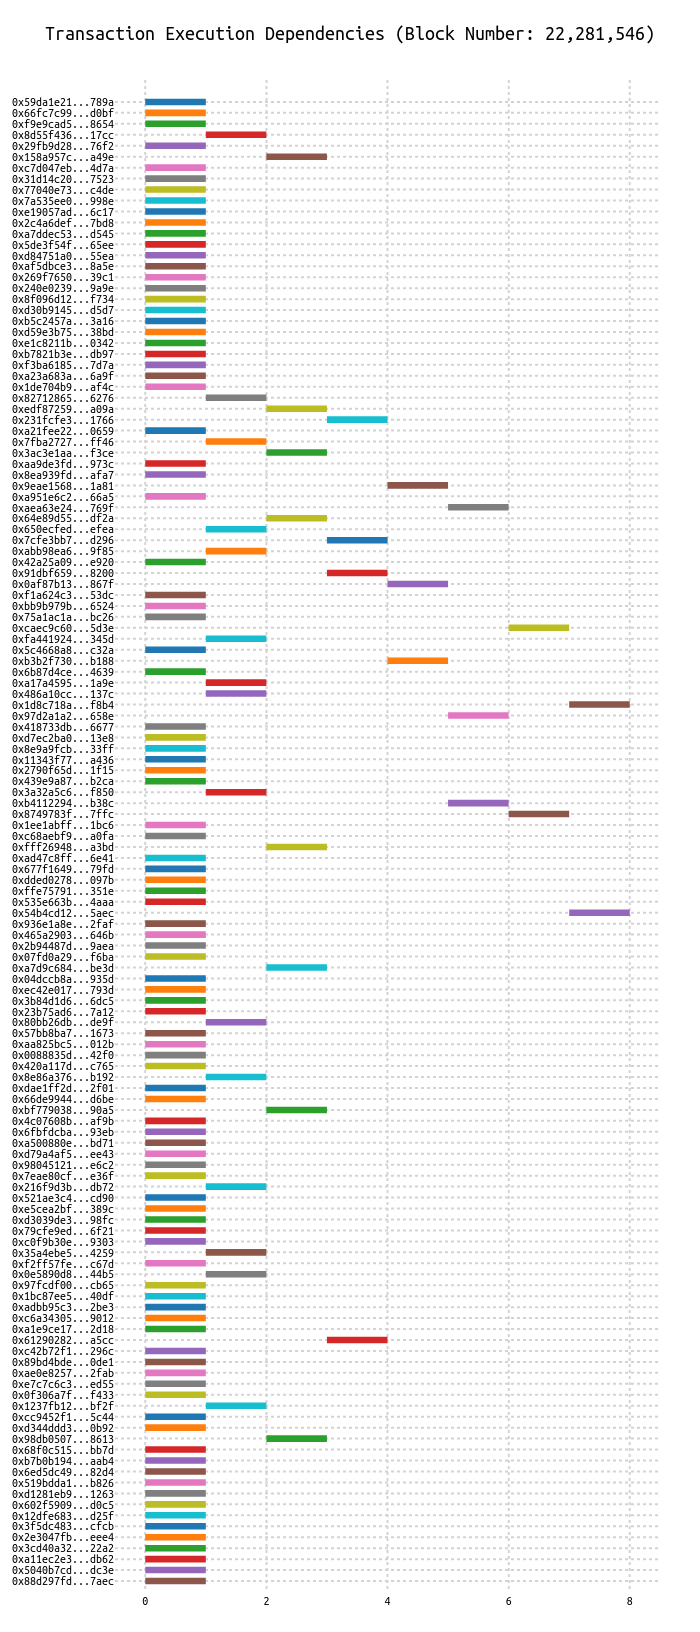 Transaction Execution Dependencies (Block Number: 22,281,546)
0x59da1e21...789a
0x66fc7c99...d0bf
0xf9e9cad5...8654
0x8d55f436...17cc
0x29fb9d28...76f2
0x158a957c...a49e
0xc7d047eb...4d7a
0x31d14c20...7523
0x77040e73...c4de
0x7a535ee0...998e
0xe19057ad...6c17
0x2c4a6def...7bd8
0xa7ddec53...d545
0x5de3f54f...65ee
0xd84751a0...55ea
0xaf5dbce3...8a5e
0x269f7650...39c1
0x240e0239...9a9e
0x8f096d12...f734
0xd30b9145...d5d7
0xb5c2457a...3a16
0xd59e3b75...38bd
0xe1c8211b...0342
0xb7821b3e...db97
0xf3ba6185...7d7a
0xa23a683a...6a9f
0x1de704b9...af4c
0x82712865...6276
0xedf87259...a09a
0x231fcfe3...1766
0xa21fee22...0659
0x7fba2727...ff46
0x3ac3e1aa...f3ce
0xaa9de3fd...973c
0x8ea939fd...afa7
0x9eae1568...1a81
0xa951e6c2...66a5
0xaea63e24...769f
0x64e89d55...df2a
0x650ecfed...efea
0x7cfe3bb7...d296
0xabb98ea6...9f85
0x42a25a09...e920
0x91dbf659...8200
0x0af87b13...867f
0xf1a624c3...53dc
0xbb9b979b...6524
0x75a1ac1a...bc26
0xcaec9c60...5d3e
0xfa441924...345d
0x5c4668a8...c32a
0xb3b2f730...b188
0x6b87d4ce...4639
0xa17a4595...1a9e
0x486a10cc...137c
0x1d8c718a...f8b4
0x97d2a1a2...658e
0x418733db...6677
0xd7ec2ba0...13e8
0x8e9a9fcb...33ff
0x11343f77...a436
0x2790f65d...1f15
0x439e9a87...b2ca
0x3a32a5c6...f850
0xb4112294...b38c
0x8749783f...7ffc
0x1ee1abff...1bc6
0xc68aebf9...a0fa
0xfff26948...a3bd
0xad47c8ff...6e41
0x677f1649...79fd
0xdded0278...097b
0xffe75791...351e
0x535e663b...4aaa
0x54b4cd12...5aec
0x936e1a8e...2faf
0x465a2903...646b
0x2b94487d...9aea
0x07fd0a29...f6ba
0xa7d9c684...be3d
0x04dccb8a...935d
0xec42e017...793d
0x3b84d1d6...6dc5
0x23b75ad6...7a12
0x80bb26db...de9f
0x57bb8ba7...1673
0xaa825bc5...012b
0x0088835d...42f0
0x420a117d...c765
0x8e86a376...b192
0xdae1ff2d...2f01
0x66de9944...d6be
0xbf779038...90a5
0x4c07608b...af9b
0x6fbfdcba...93eb
0xa500880e...bd71
0xd79a4af5...ee43
0x98045121...e6c2
0x7eae80cf...e36f
0x216f9d3b...db72
0x521ae3c4...cd90
0xe5cea2bf...389c
0xd3039de3...98fc
0x79cfe9ed...6f21
0xc0f9b30e...9303
0x35a4ebe5...4259
0xf2ff57fe...c67d
0x0e5890d8...44b5
0x97fcdf00...cb65
0x1bc87ee5...40df
0xadbb95c3...2be3
0xc6a34305...9012
0xa1e9ce17...2d18
0x61290282...a5cc
0xc42b72f1...296c
0x89bd4bde...0de1
0xae0e8257...2fab
0xe7c7c6c3...ed55
0x0f306a7f...f433
0x1237fb12...bf2f
0xcc9452f1...5c44
0xd344ddd3...0b92
0x98db0507...8613
0x68f0c515...bb7d
0xb7b0b194...aab4
0x6ed5dc49...82d4
0x519bdda1...b826
0xd1281eb9...1263
0x602f5909...d0c5
0x12dfe683...d25f
0x3f5dc483...cfcb
0x2e3047fb...eee4
0x3cd40a32...22a2
0xa11ec2e3...db62
0x5040b7cd...dc3e
0x88d297fd...7aec
0 2 4 6 8